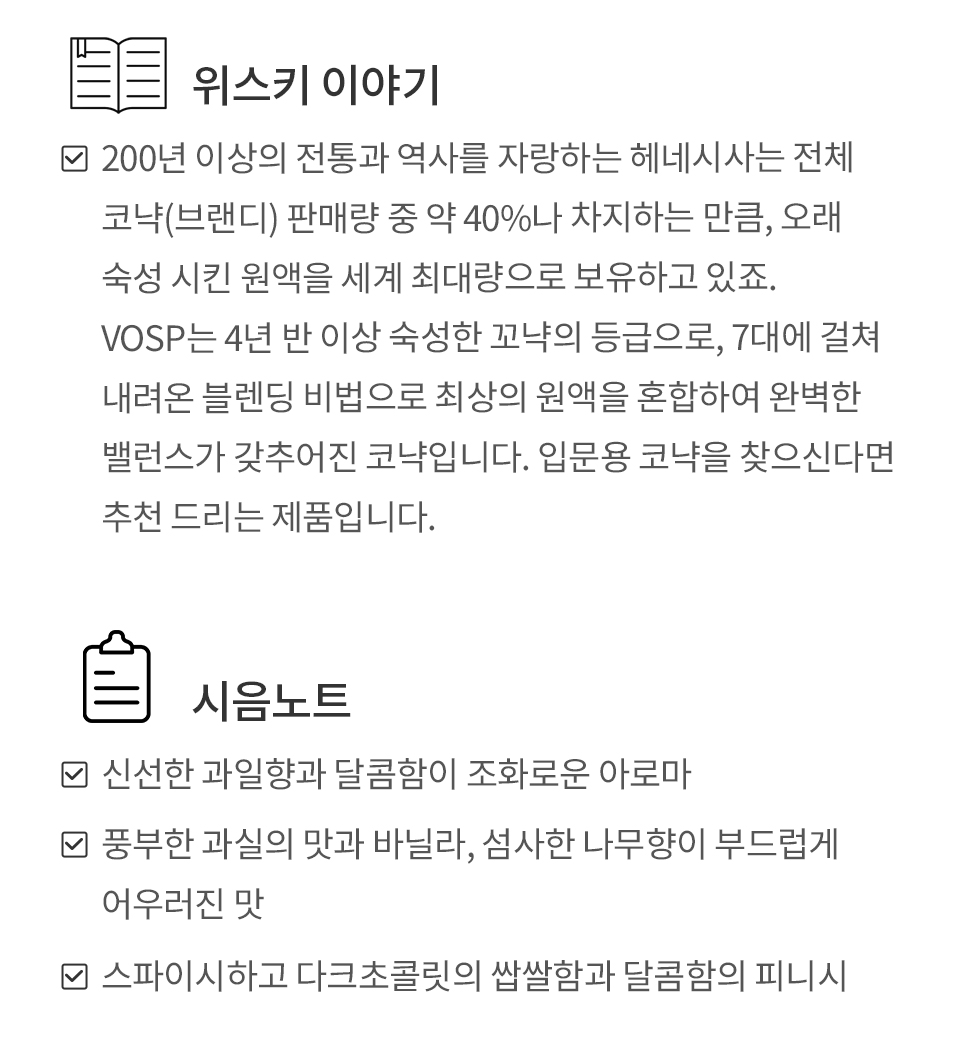 위스키 이야기
200년 이상의 전통과 역사를 자랑하는 헤네시사는 전체
코냑(브랜디) 판매량 중 약 40%나 차지하는 만큼, 오래
숙성 시킨 원액을 세계 최대량으로 보유하고 있죠.
VOSP는 4년 반 이상 숙성한 꼬냑의 등급으로, 7대에 걸쳐
내려온 블렌딩 비법으로 최상의 원액을 혼합하여 완벽한
밸런스가 갖추어진 코냑입니다. 입문용 코냑을 찾으신다면
추천 드리는 제품입니다.
시음노트
신선한 과일향과 달콤함이 조화로운 아로마
풍부한 과실의 맛과 바닐라, 섬사한 나무향이 부드럽게
어우러진 맛
스파이시하고 다크초콜릿의 쌉쌀함과 달콤함의 피니시